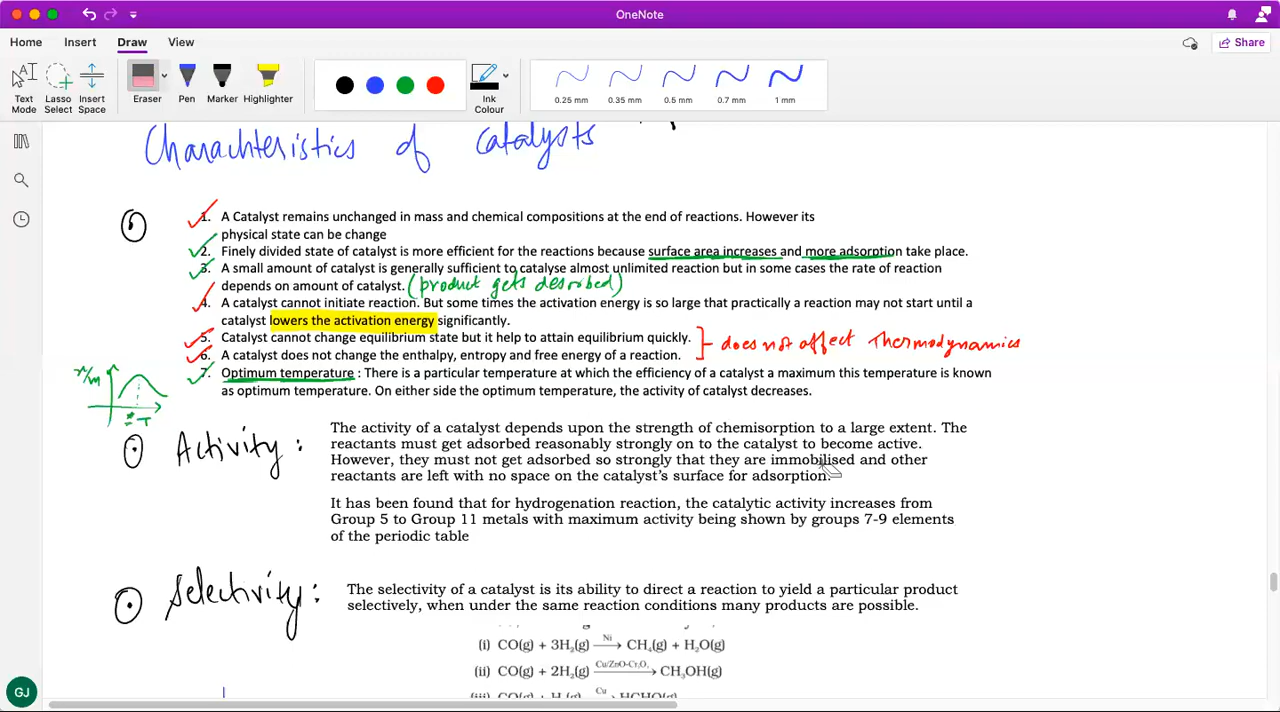 OneNote
Home Insert Draw View
Share
Text Mode
Lasso Select
Insert Space
Eraser
Pen
Marker
Highlighter
Ink Colour
0.25 mm
0.35 mm
0.5 mm
0.7 mm
1 mm
Charachteristics of Catalysts
1. A Catalyst remains unchanged in mass and chemical compositions at the end of reactions. However its
physical state can be change
2. Finely divided state of catalyst is more efficient for the reactions because surface area increases and more adsorption take place.
3. A small amount of catalyst is generally sufficient to catalyse almost unlimited reaction but in some cases the rate of reaction
depends on amount of catalyst. (product gets desorbed)
4. A catalyst cannot initiate reaction. But some times the activation energy is so large that practically a reaction may not start until a
catalyst lowers the activation energy significantly.
5. Catalyst cannot change equilibrium state but it help to attain equilibrium quickly.
6. A catalyst does not change the enthalpy, entropy and free energy of a reaction.
does not affect Thermodynamics
7. Optimum temperature : There is a particular temperature at which the efficiency of a catalyst a maximum this temperature is known
as optimum temperature. On either side the optimum temperature, the activity of catalyst decreases.
x/m
T
Activity :
The activity of a catalyst depends upon the strength of chemisorption to a large extent. The
reactants must get adsorbed reasonably strongly on to the catalyst to become active.
However, they must not get adsorbed so strongly that they are immobilised and other
reactants are left with no space on the catalyst's surface for adsorption.
It has been found that for hydrogenation reaction, the catalytic activity increases from
Group 5 to Group 11 metals with maximum activity being shown by groups 7-9 elements
of the periodic table
Selectivity :
The selectivity of a catalyst is its ability to direct a reaction to yield a particular product
selectively, when under the same reaction conditions many products are possible.
(i) CO(g) + 3H₂(g) —Ni→ CH₄(g) + H₂O(g)
(ii) CO(g) + 2H₂(g) —Cu/ZnO-Cr₂O₃→ CH₃OH(g)
(iii) CO(g) + H₂(g) —Cu→ HCHO(g)
GJ